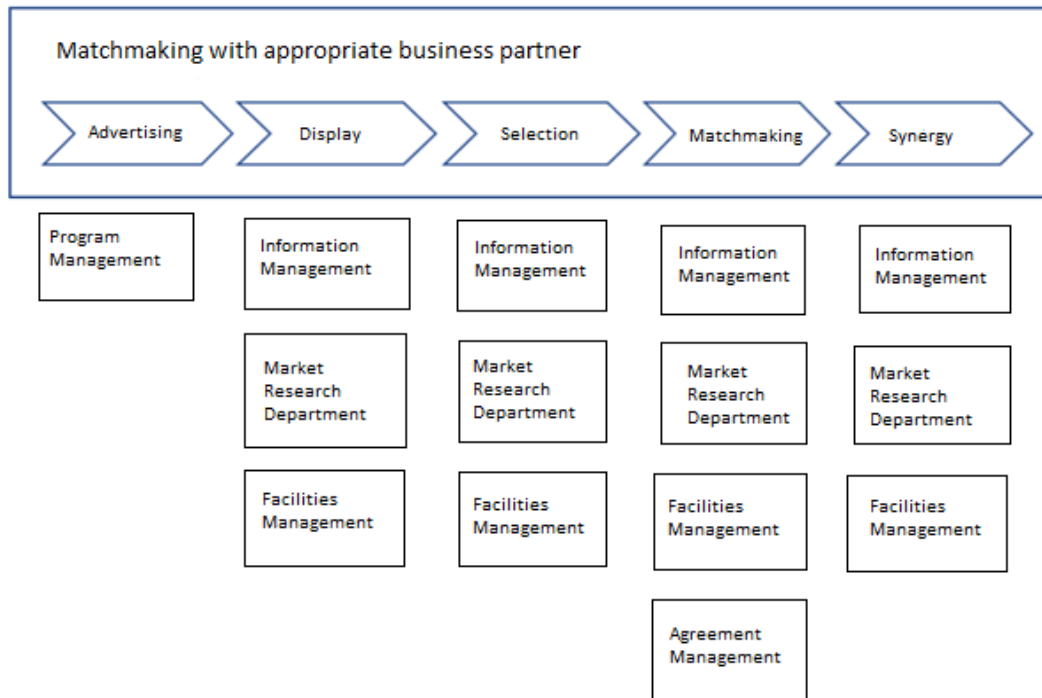 Matchmaking with appropriate business partner
Advertising
Display
Selection
Matchmaking
Synergy
Program
Management
Information
Management
Information
Management
Information
Management
Information
Management
Market
Research
Department
Market
Research
Department
Market
Research
Department
Market
Research
Department
Facilities
Management
Facilities
Management
Facilities
Management
Facilities
Management
Agreement
Management